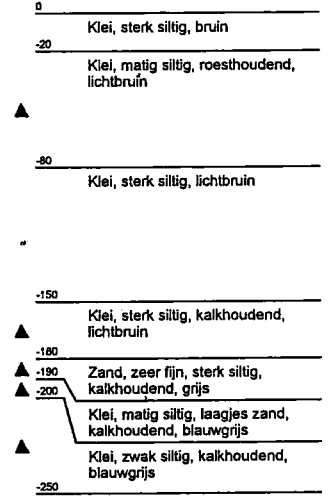 0
Klei, sterk siltig, bruin
-20
Klei, matig siltig, roesthoudend,
lichtbruin
-80
Klei, sterk siltig, lichtbruin
-150
Klei, sterk siltig, kalkhoudend,
lichtbruin
-180
Zand, zeer fijn, sterk siltig,
kalkhoudend, grijs
-190
Klei, matig siltig, laagjes zand,
kalkhoudend, blauwgrijs
-200
Klei, zwak siltig, kalkhoudend,
blauwgrijs
-250